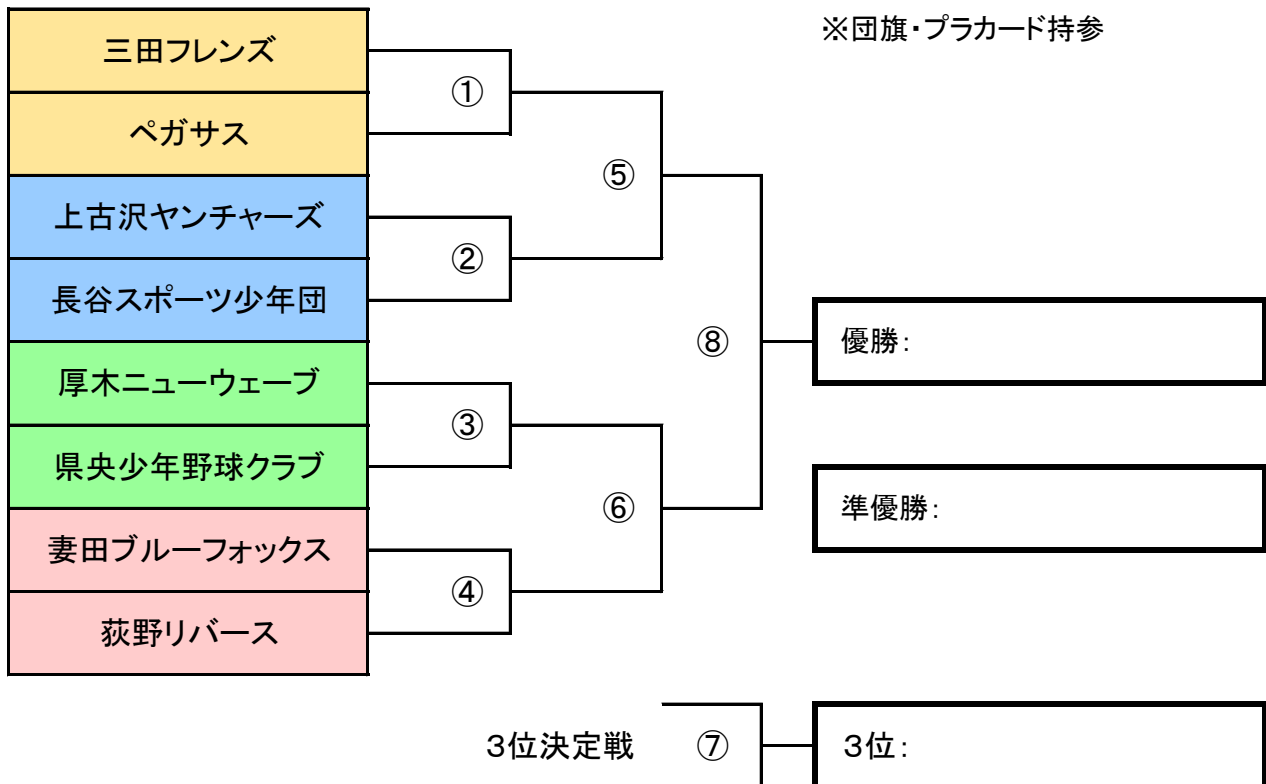 ※団旗・プラカード持参
三田フレンズ
①
ペガサス
⑤
上古沢ヤンチャーズ
②
長谷スポーツ少年団
⑧
優勝:
厚木ニューウェーブ
③
県央少年野球クラブ
⑥
準優勝:
妻田ブルーフォックス
④
荻野リバース
3位決定戦
⑦
3位: